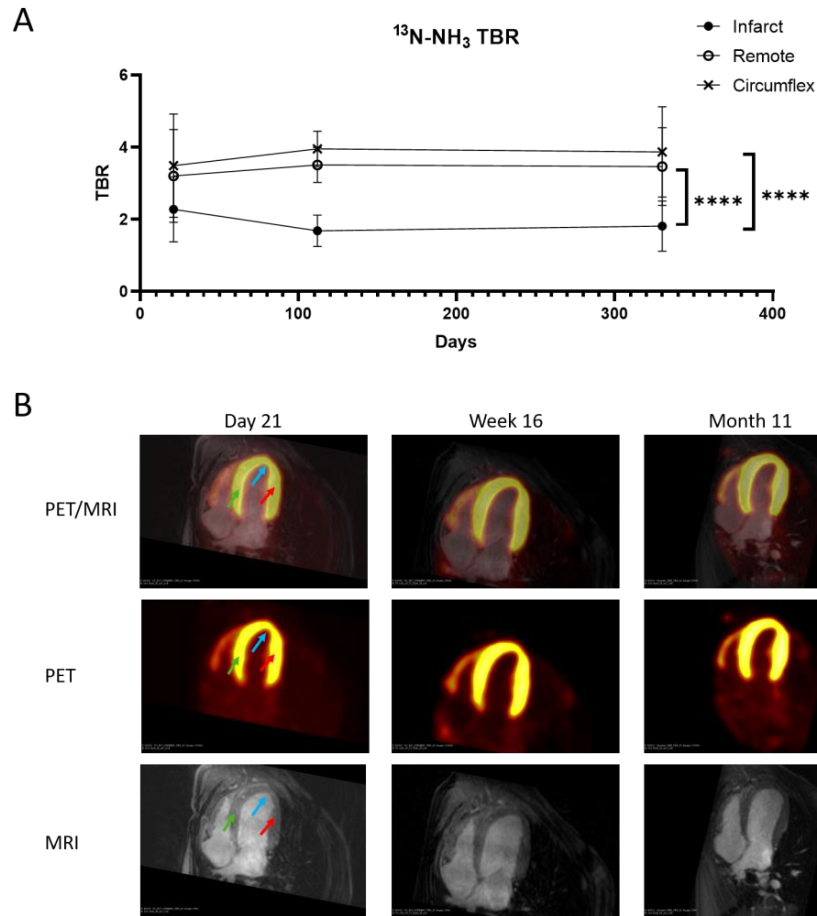 A
¹³N-NH₃ TBR
Infarct
Remote
Circumflex
6
4
2
0
TBR
0 100 200 300 400
Days
**** ****
B
Day 21 Week 16 Month 11
PET/MRI
PET
MRI